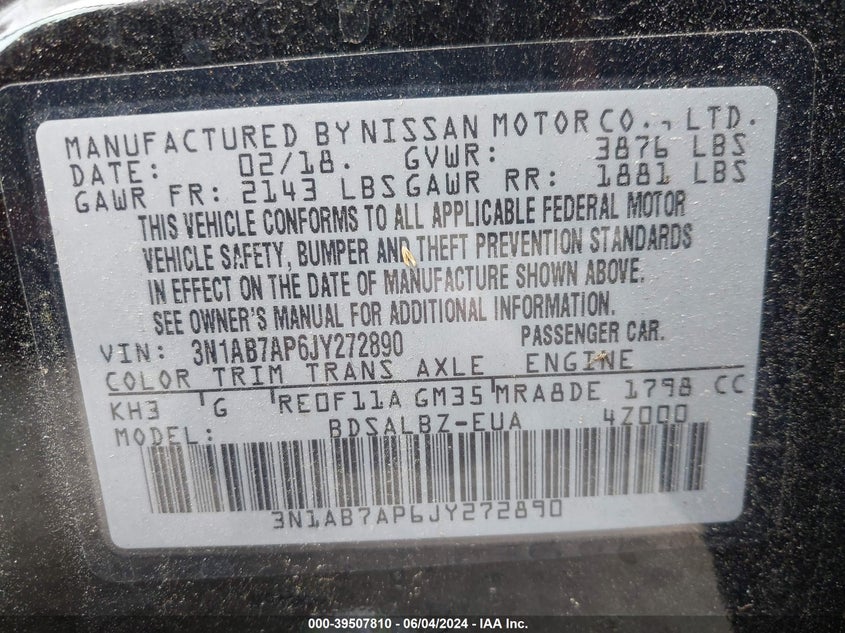 MANUFACTURED BY NISSAN MOTOR CO., LTD.
DATE: 02/18. GVWR: 3876 LBS
GAWR FR: 2143 LBS GAWR RR: 1881 LBS
THIS VEHICLE CONFORMS TO ALL APPLICABLE FEDERAL MOTOR
VEHICLE SAFETY, BUMPER AND THEFT PREVENTION STANDARDS
IN EFFECT ON THE DATE OF MANUFACTURE SHOWN ABOVE.
SEE OWNER'S MANUAL FOR ADDITIONAL INFORMATION.
VIN: 3N1AB7AP6JY272890 PASSENGER CAR.
COLOR TRIM TRANS AXLE ENGINE
KH3 G RE0F11A GM35 MRA8DE 1798 CC
MODEL: BDSALBZ-EUA 4Z000
3N1AB7AP6JY272890
000-39507810 | 06/04/2024 - IAA, Inc.